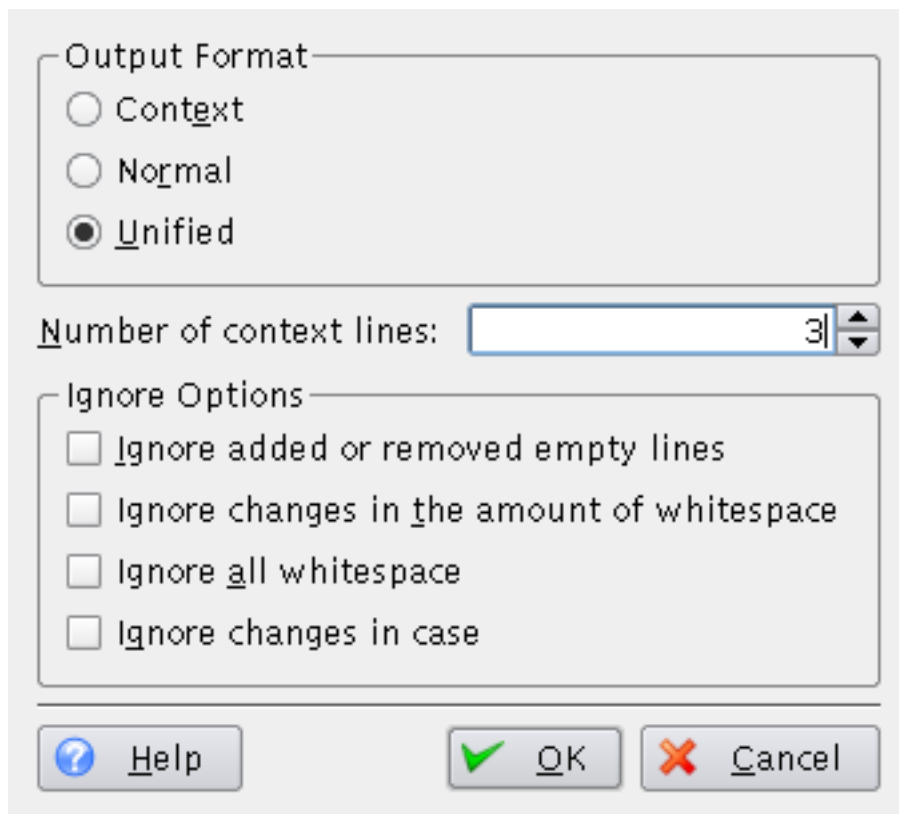 Output Format
Context
Normal
Unified
Number of context lines: 3
Ignore Options
Ignore added or removed empty lines
Ignore changes in the amount of whitespace
Ignore all whitespace
Ignore changes in case
? Help OK Cancel